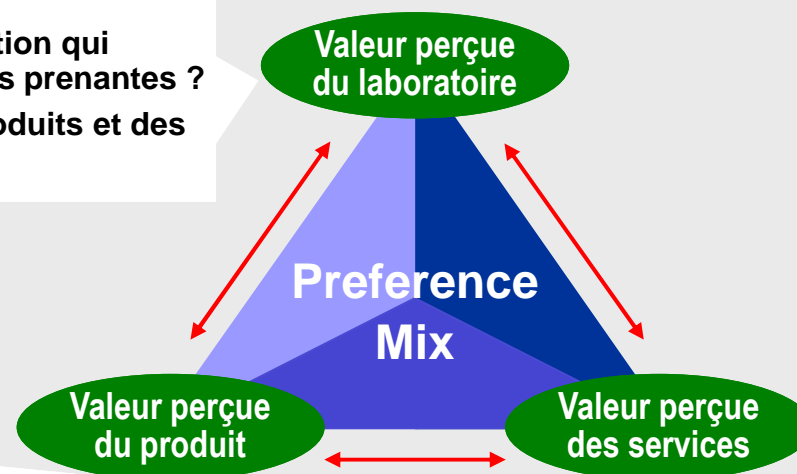 tion qui
s prenantes ?
oduits et des
Valeur perçue
du laboratoire
Preference
Mix
Valeur perçue
du produit
Valeur perçue
des services